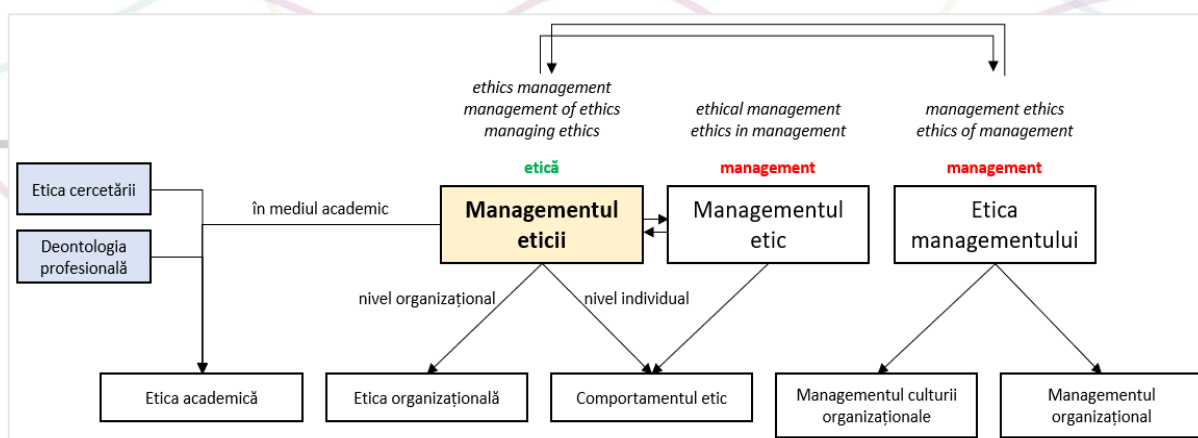 ethics management
management of ethics
managing ethics
ethical management
ethics in management
management ethics
ethics of management
etică
management
management
Etica cercetării
Deontologia
profesională
în mediul academic
Managementul
eticii
Managementul
etic
Etica
managementului
nivel organizațional
nivel individual
Etica academică
Etica organizațională
Comportamentul etic
Managementul culturii
organizaționale
Managementul
organizațional